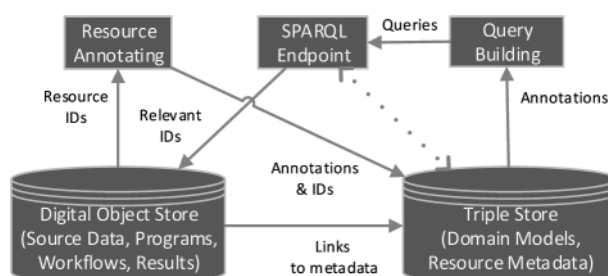 Resource
Annotating
SPARQL
Endpoint
Queries
Query
Building
Resource
IDs
Relevant
IDs
Annotations
Annotations
& IDs
Digital Object Store
(Source Data, Programs,
Workflows, Results)
Links
to metadata
Triple Store
(Domain Models,
Resource Metadata)